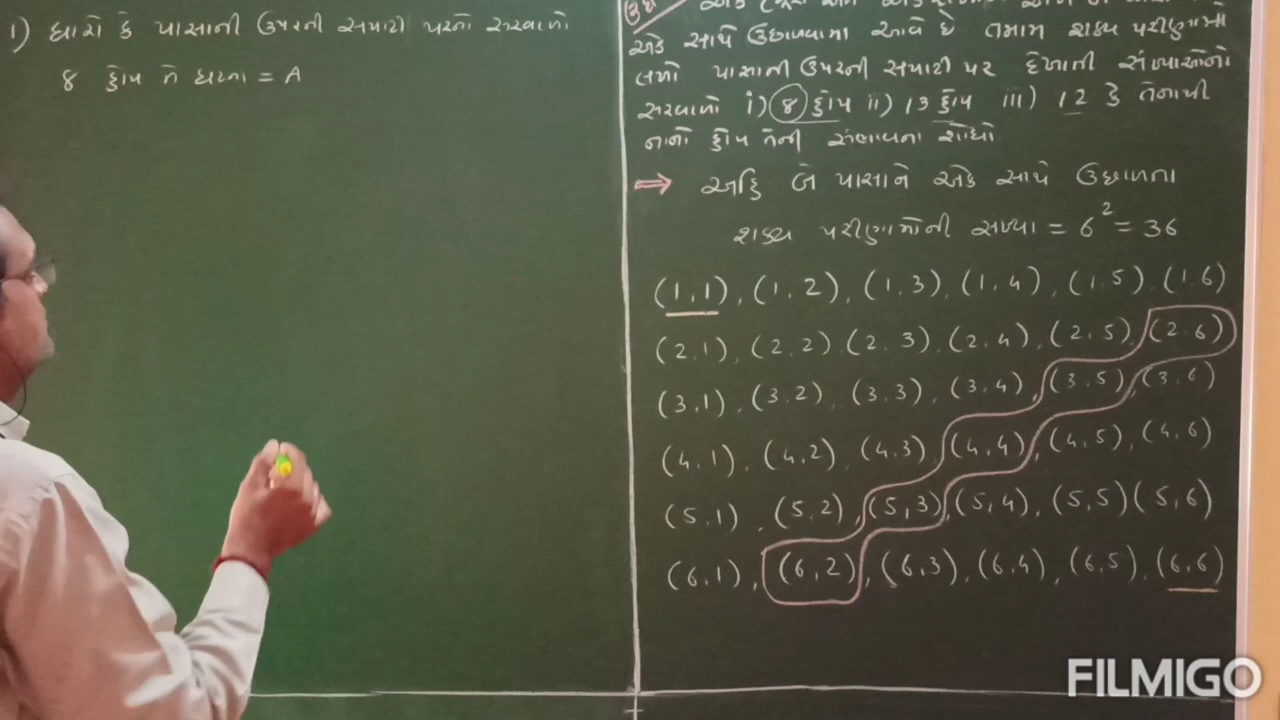 1) ધારો કે પાસાની ઉપરની સપાટી પરનો સરવાળો
8 હોય તે ઘટના = A
એક સાથે ઉછાળવામા આવે છે તમામ શક્ય પરીણામો
લખો પાસાની ઉપરની સપાટી પર દેખાતી સંખ્યાઓનો
સરવાળો i) 8 હોય ii) 13 હોય iii) 12 કે તેનાથી
નાનો હોય તેની સંભાવના શોધો
⇒ અહિ બે પાસાને એક સાથે ઉછાળતા
શક્ય પરીણામોની સખ્યા = 6² = 36
(1,1), (1,2), (1,3), (1,4), (1,5), (1,6)
(2,1), (2,2) (2,3), (2,4), (2,5), (2,6)
(3,1), (3,2), (3,3), (3,4), (3,5), (3,6)
(4,1), (4,2), (4,3), (4,4), (4,5), (4,6)
(5,1), (5,2), (5,3), (5,4), (5,5) (5,6)
(6,1), (6,2), (6,3), (6,4), (6,5), (6,6)
FILMIGO